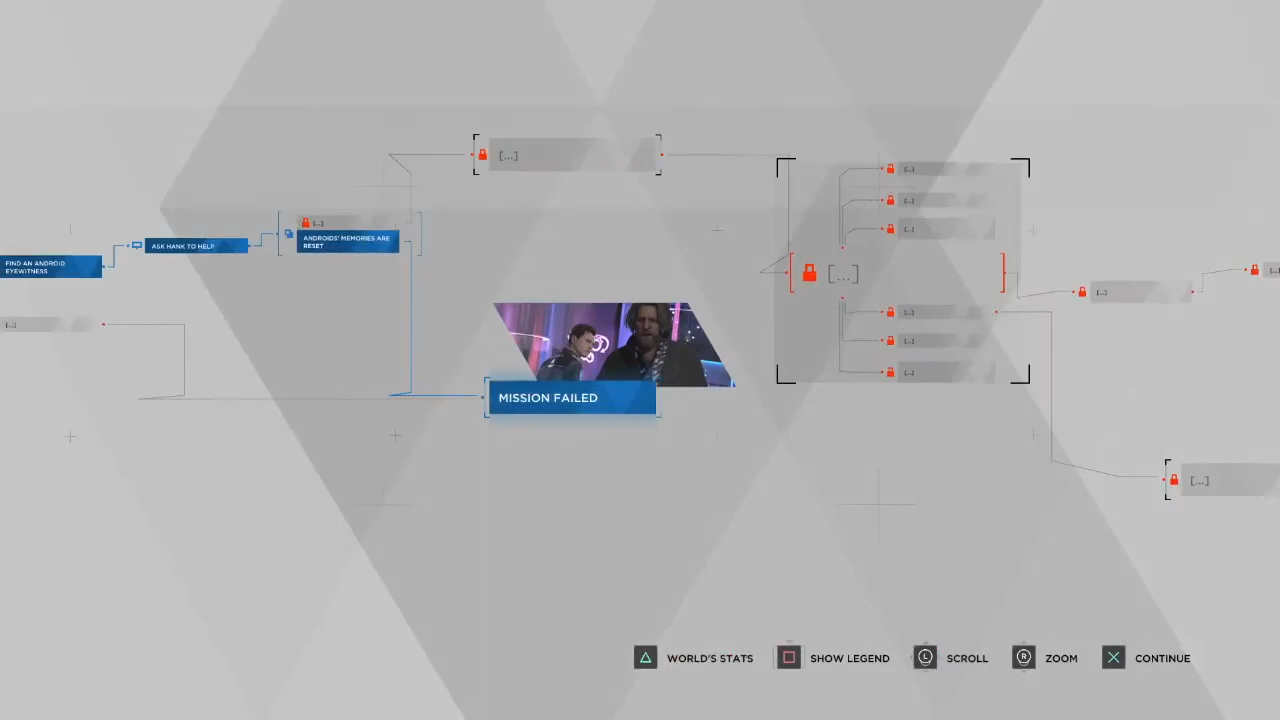 [...]
[...]
[...]
[...]
[...]
ANDROIDS' MEMORIES ARE
RESET
ASK HANK TO HELP
FIND AN ANDROID
EYEWITNESS
[...]
[...]
[...]
[...]
[...]
[...]
[...]
MISSION FAILED
[...]
WORLD'S STATS
SHOW LEGEND
L
SCROLL
R
ZOOM
CONTINUE